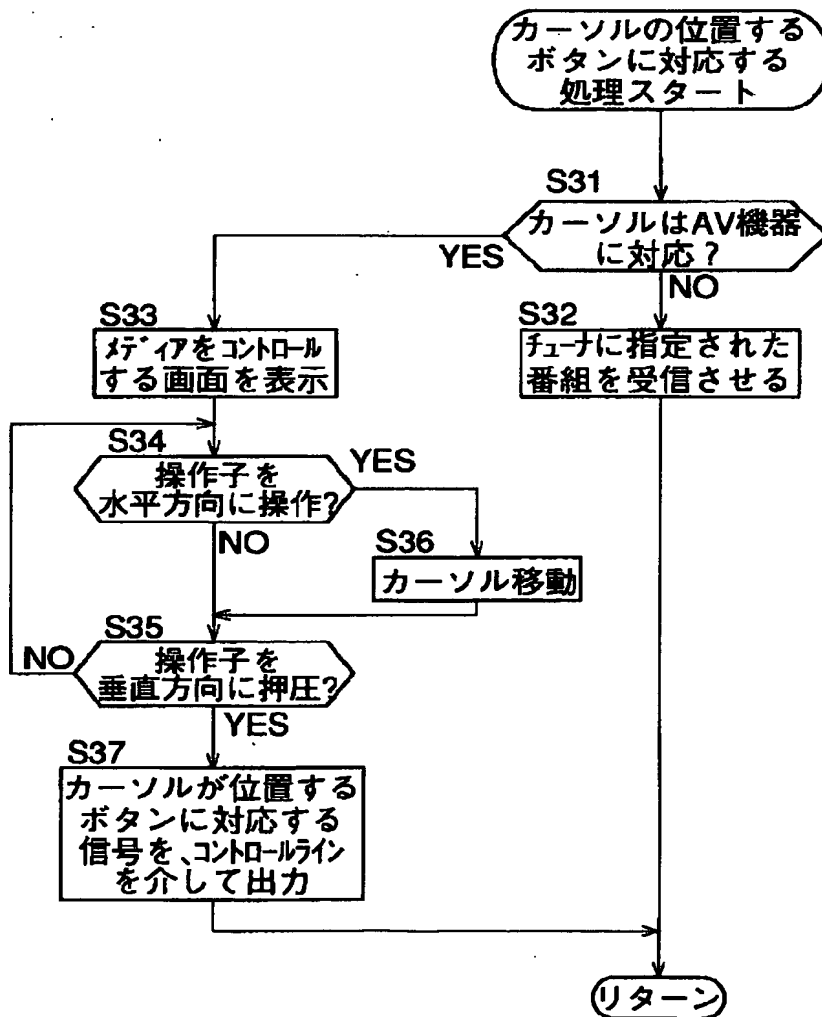 カーソルの位置する
ボタンに対応する
処理スタート
S31
カーソルはAV機器
に対応?
YES
NO
S33
メディアをコントロール
する画面を表示
S32
チューナに指定された
番組を受信させる
S34
操作子を
水平方向に操作?
YES
NO
S36
カーソル移動
S35
操作子を
垂直方向に押圧?
NO
YES
S37
カーソルが位置する
ボタンに対応する
信号を、コントロールライン
を介して出力
リターン